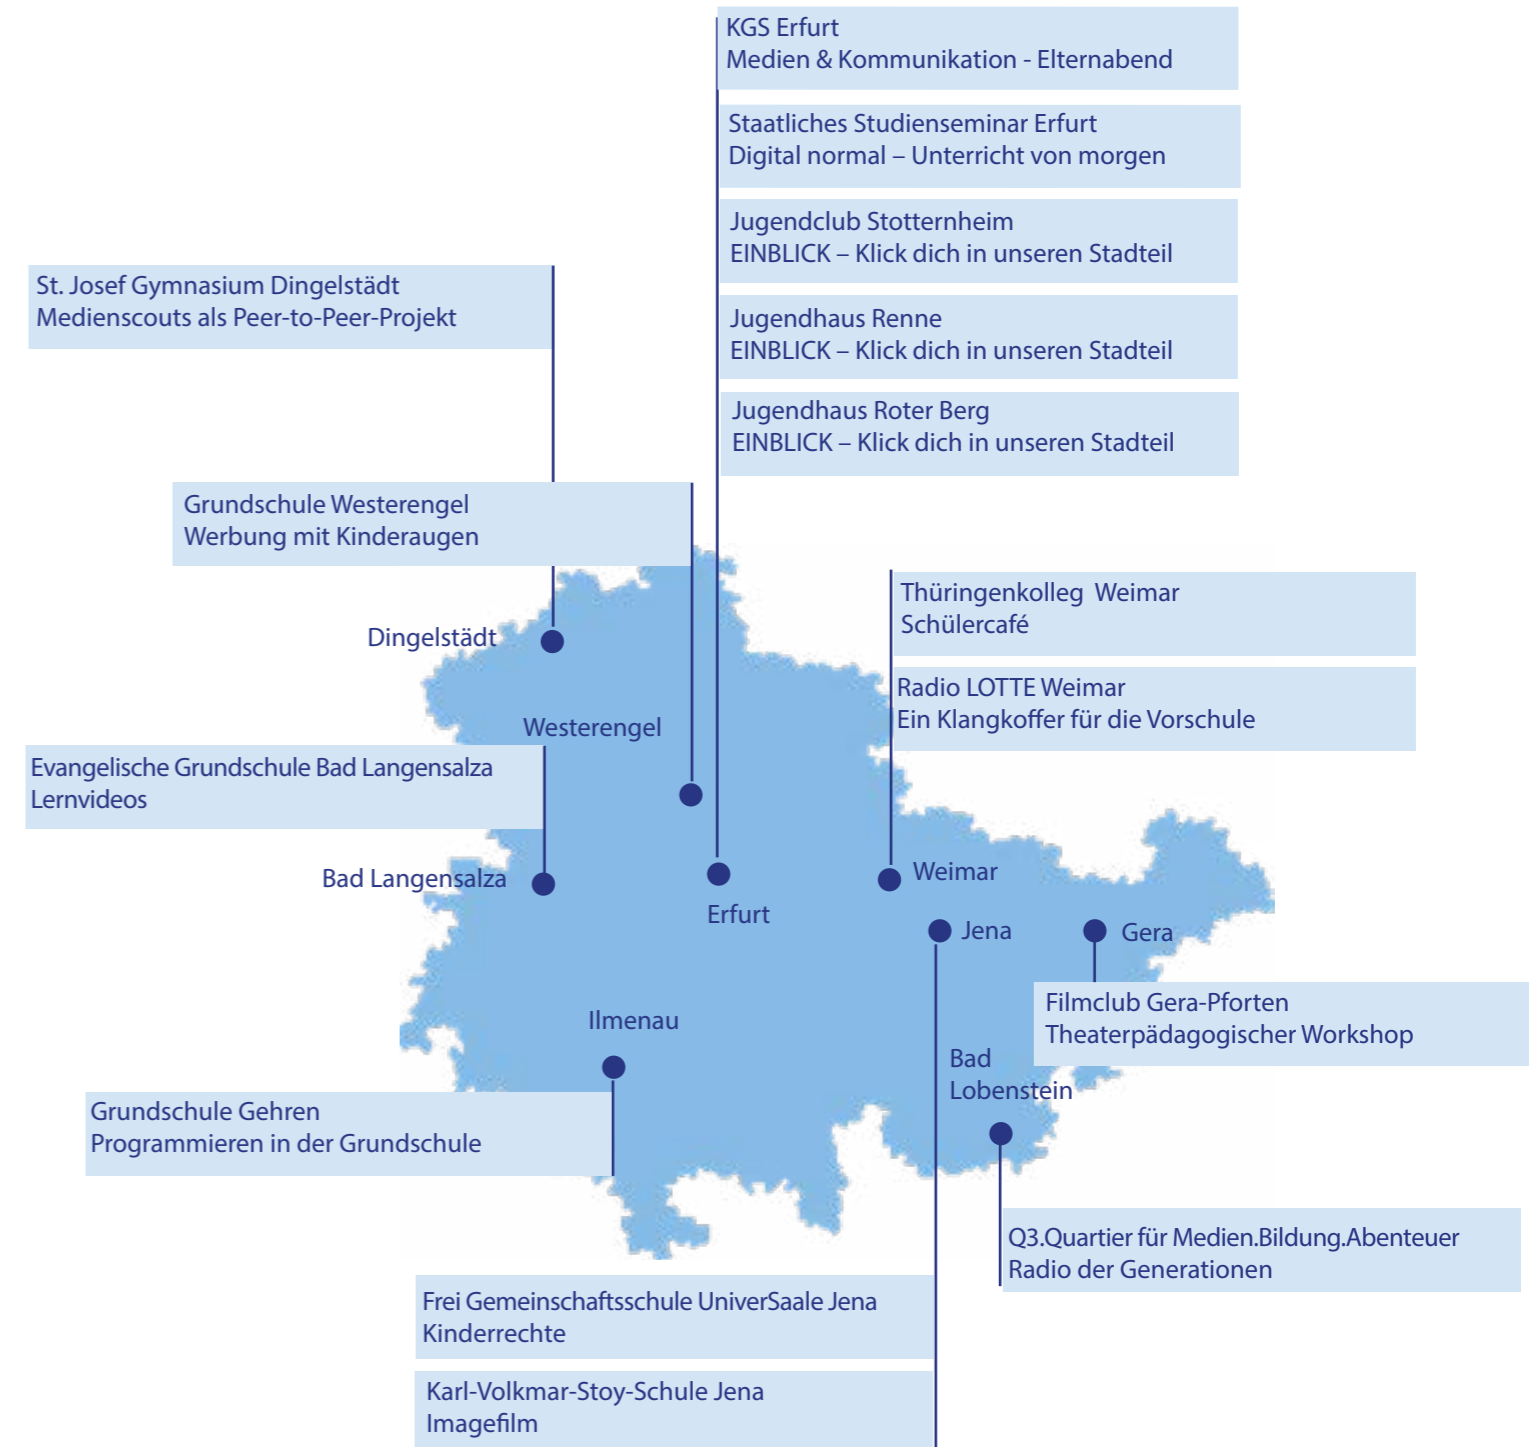 KGS Erfurt
Medien & Kommunikation - Elternabend
Staatliches Studienseminar Erfurt
Digital normal – Unterricht von morgen
Jugendclub Stotternheim
EINBLICK – Klick dich in unseren Stadteil
St. Josef Gymnasium Dingelstädt
Medienscouts als Peer-to-Peer-Projekt
Jugendhaus Renne
EINBLICK – Klick dich in unseren Stadteil
Jugendhaus Roter Berg
EINBLICK – Klick dich in unseren Stadteil
Grundschule Westerengel
Werbung mit Kinderaugen
Thüringenkolleg Weimar
Schülercafé
Dingelstädt
Radio LOTTE Weimar
Ein Klangkoffer für die Vorschule
Westerengel
Evangelische Grundschule Bad Langensalza
Lernvideos
Bad Langensalza
Weimar
Erfurt
Jena
Gera
Filmclub Gera-Pforten
Theaterpädagogischer Workshop
Ilmenau
Bad
Lobenstein
Grundschule Gehren
Programmieren in der Grundschule
Q3.Quartier für Medien.Bildung.Abenteuer
Radio der Generationen
Frei Gemeinschaftsschule UniverSaale Jena
Kinderrechte
Karl-Volkmar-Stoy-Schule Jena
Imagefilm